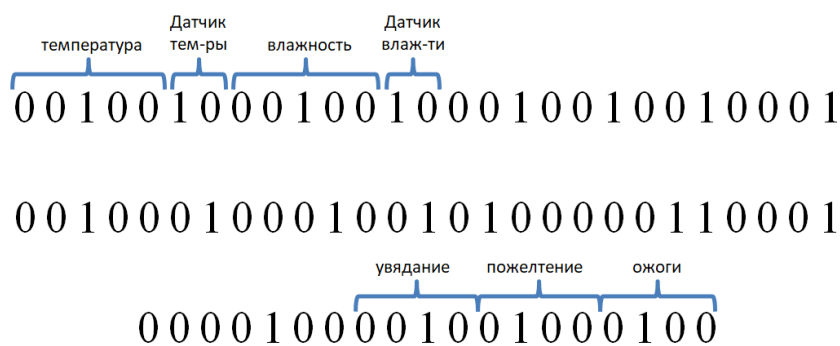 Датчик Датчик
температура тем-ры влажность влаж-ти
0 0 1 0 0 1 0 0 0 1 0 0 1 0 0 0 1 0 0 1 0 0 1 0 0 0 1
0 0 1 0 0 0 1 0 0 0 1 0 0 1 0 1 0 0 0 0 0 1 1 0 0 0 1
увядание пожелтение ожоги
0 0 0 0 1 0 0 0 0 1 0 0 1 0 0 0 1 0 0